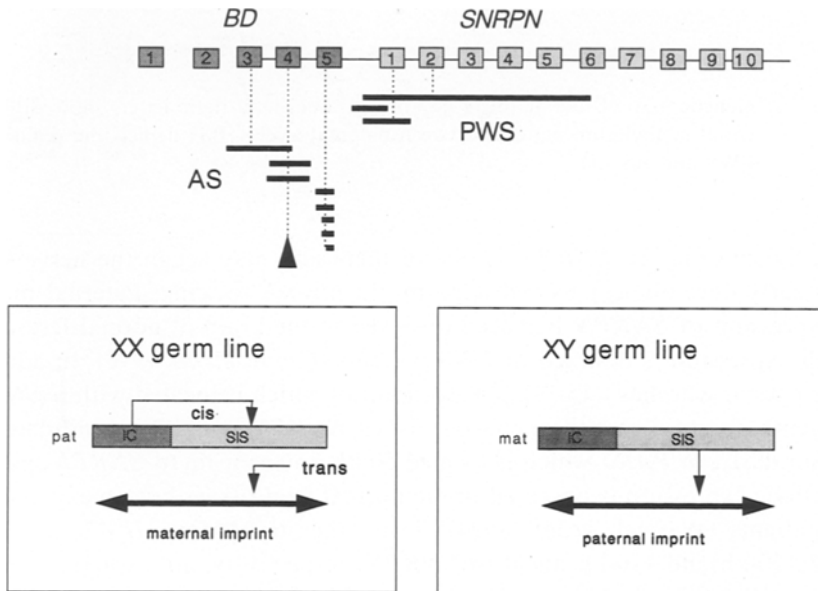 BD SNRPN
1 2 3 4 5 1 2 3 4 5 6 7 8 9 10
PWS
AS
XX germ line
cis
pat IC SIS
trans
maternal imprint
XY germ line
mat IC SIS
paternal imprint